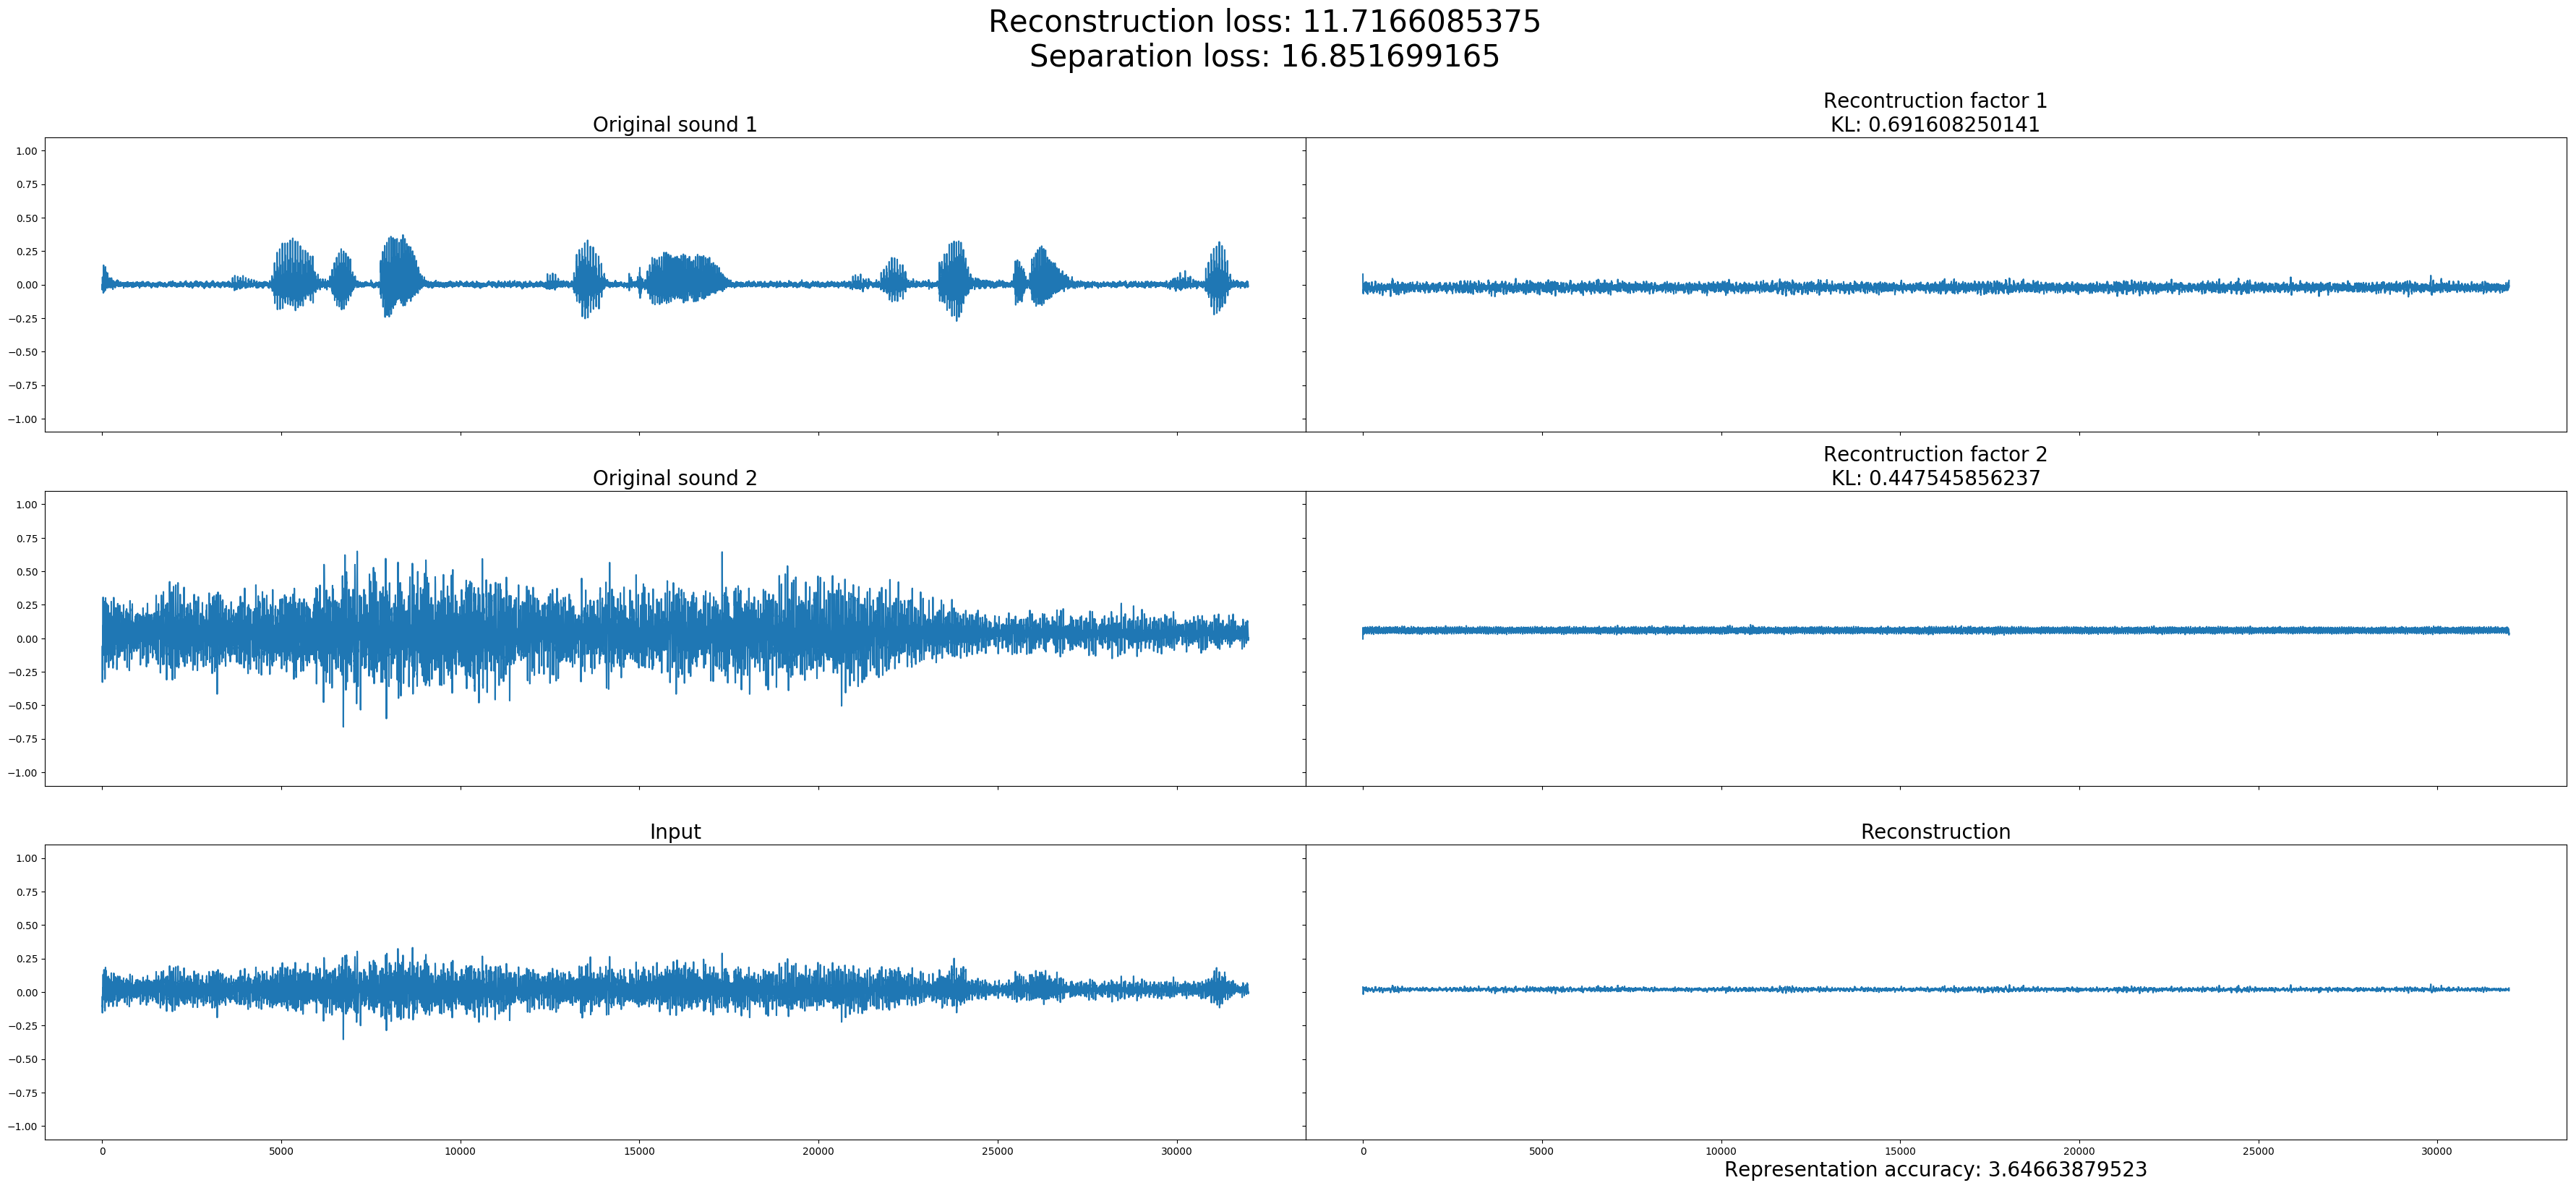 Reconstruction loss: 11.7166085375
Separation loss: 16.851699165
Original sound 1
Recontruction factor 1
KL: 0.691608250141
1.00
0.75
0.50
0.25
0.00
−0.25
−0.50
−0.75
−1.00
Original sound 2
Recontruction factor 2
KL: 0.447545856237
1.00
0.75
0.50
0.25
0.00
−0.25
−0.50
−0.75
−1.00
Input
Reconstruction
1.00
0.75
0.50
0.25
0.00
−0.25
−0.50
−0.75
−1.00
0 5000 10000 15000 20000 25000 30000
0 5000 10000 15000 20000 25000 30000
Representation accuracy: 3.64663879523